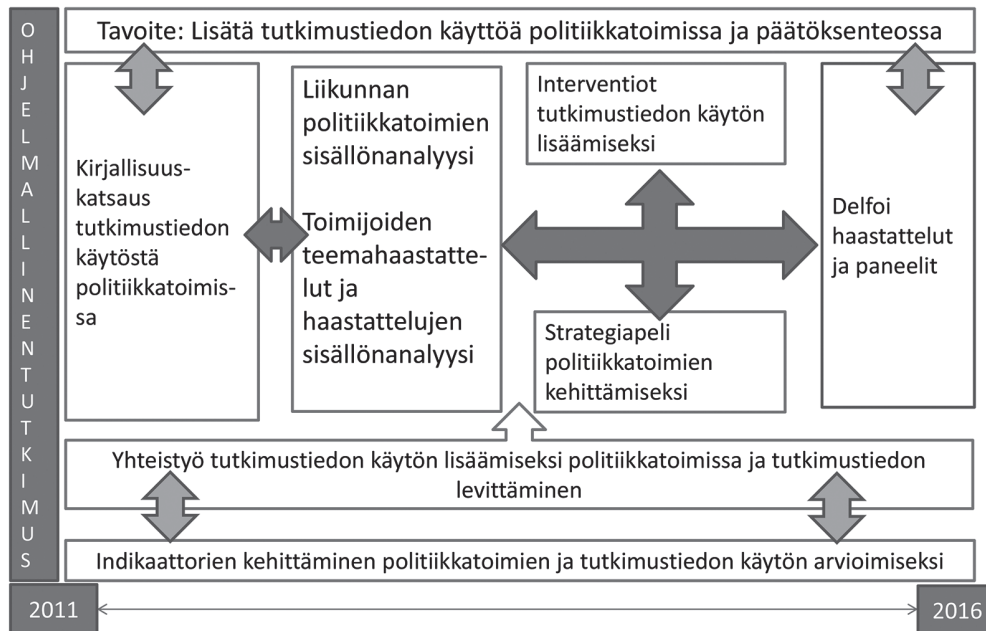 OHJELMALLINENTUTKIMUS
Tavoite: Lisätä tutkimustiedon käyttöä politiikkatoimissa ja päätöksenteossa
Kirjallisuus-
katsaus
tutkimustiedon
käytöstä
politiikkatoimis-
sa
Liikunnan
politiikkatoimien
sisällönanalyysi
Toimijoiden
teemahaastatte-
lut ja
haastattelujen
sisällönanalyysi
Interventiot
tutkimustiedon käytön
lisäämiseksi
Strategiapeli
politiikkatoimien
kehittämiseksi
Delfoi
haastattelut
ja paneelit
Yhteistyö tutkimustiedon käytön lisäämiseksi politiikkatoimissa ja tutkimustiedon
levittäminen
Indikaattorien kehittäminen politiikkatoimien ja tutkimustiedon käytön arvioimiseksi
2011
2016